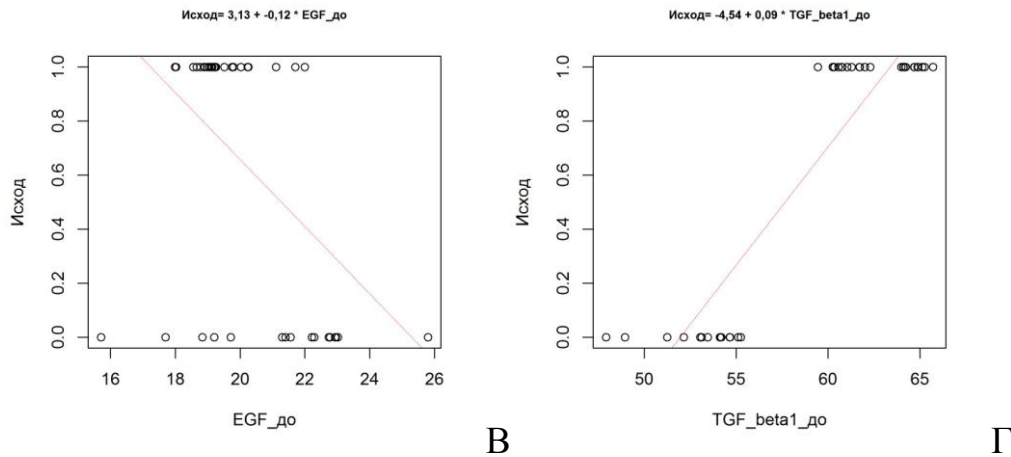 Исход= 3,13 + -0,12 * EGF_до
Исход
0.0 0.2 0.4 0.6 0.8 1.0
16 18 20 22 24 26
EGF_до
В
Исход= -4,54 + 0,09 * TGF_beta1_до
Исход
0.0 0.2 0.4 0.6 0.8 1.0
50 55 60 65
TGF_beta1_до
Г